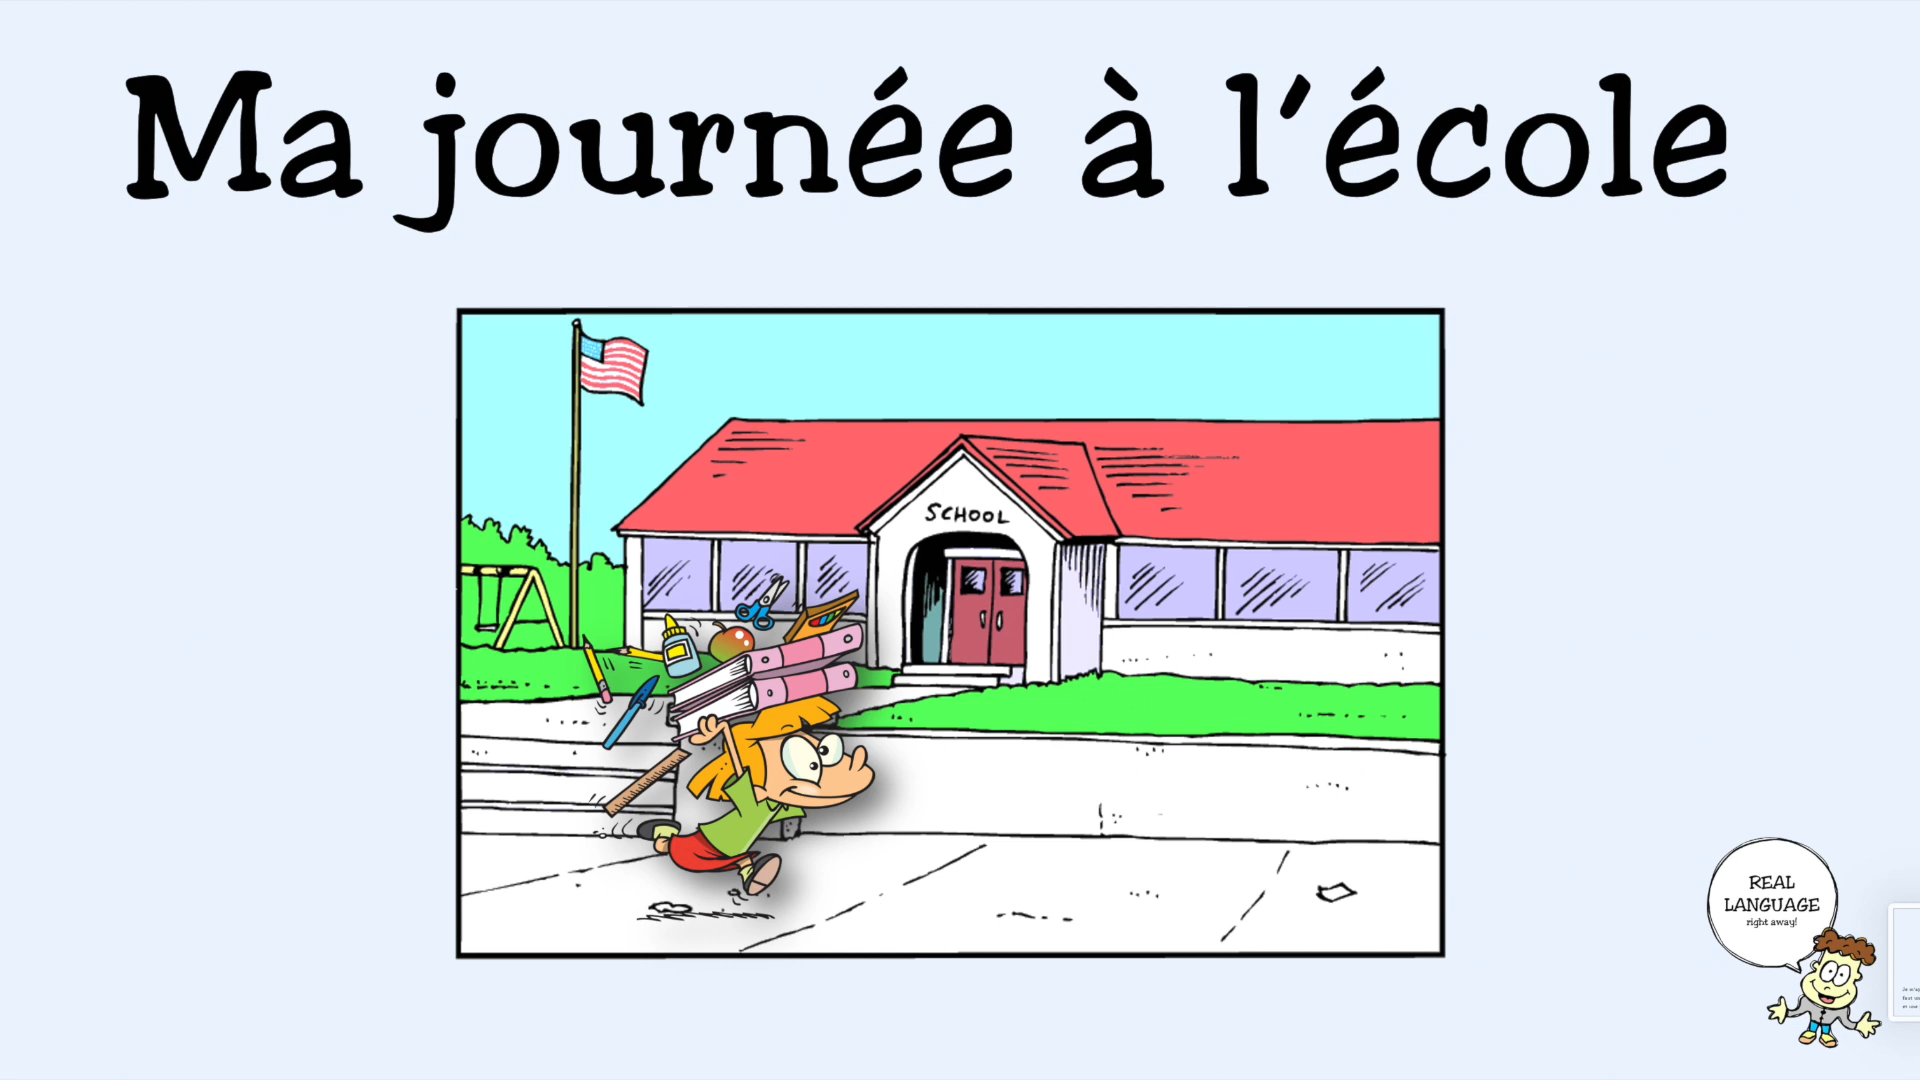 Ma journée à l'école
SCHOOL
REAL
LANGUAGE
right away!